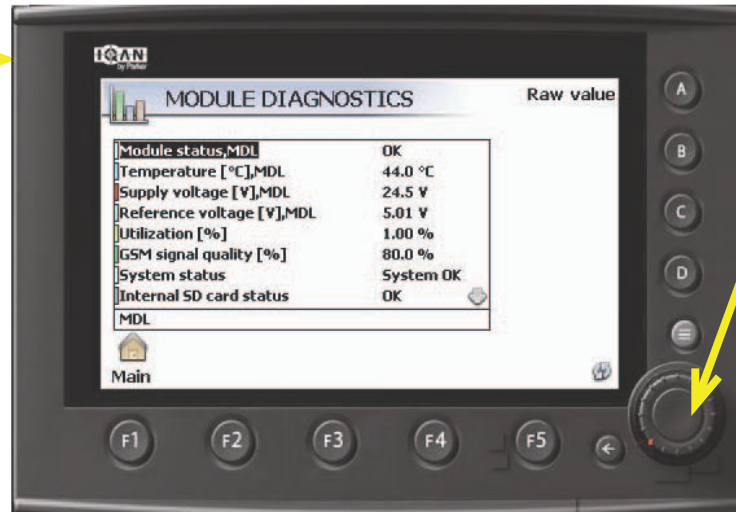 IQAN
by Parker
MODULE DIAGNOSTICS
Raw value
Module status,MDL OK
Temperature [°C],MDL 44.0 °C
Supply voltage [V],MDL 24.5 V
Reference voltage [V],MDL 5.01 V
Utilization [%] 1.00 %
GSM signal quality [%] 80.0 %
System status System OK
Internal SD card status OK
MDL
Main
A
B
C
D
F1 F2 F3 F4 F5